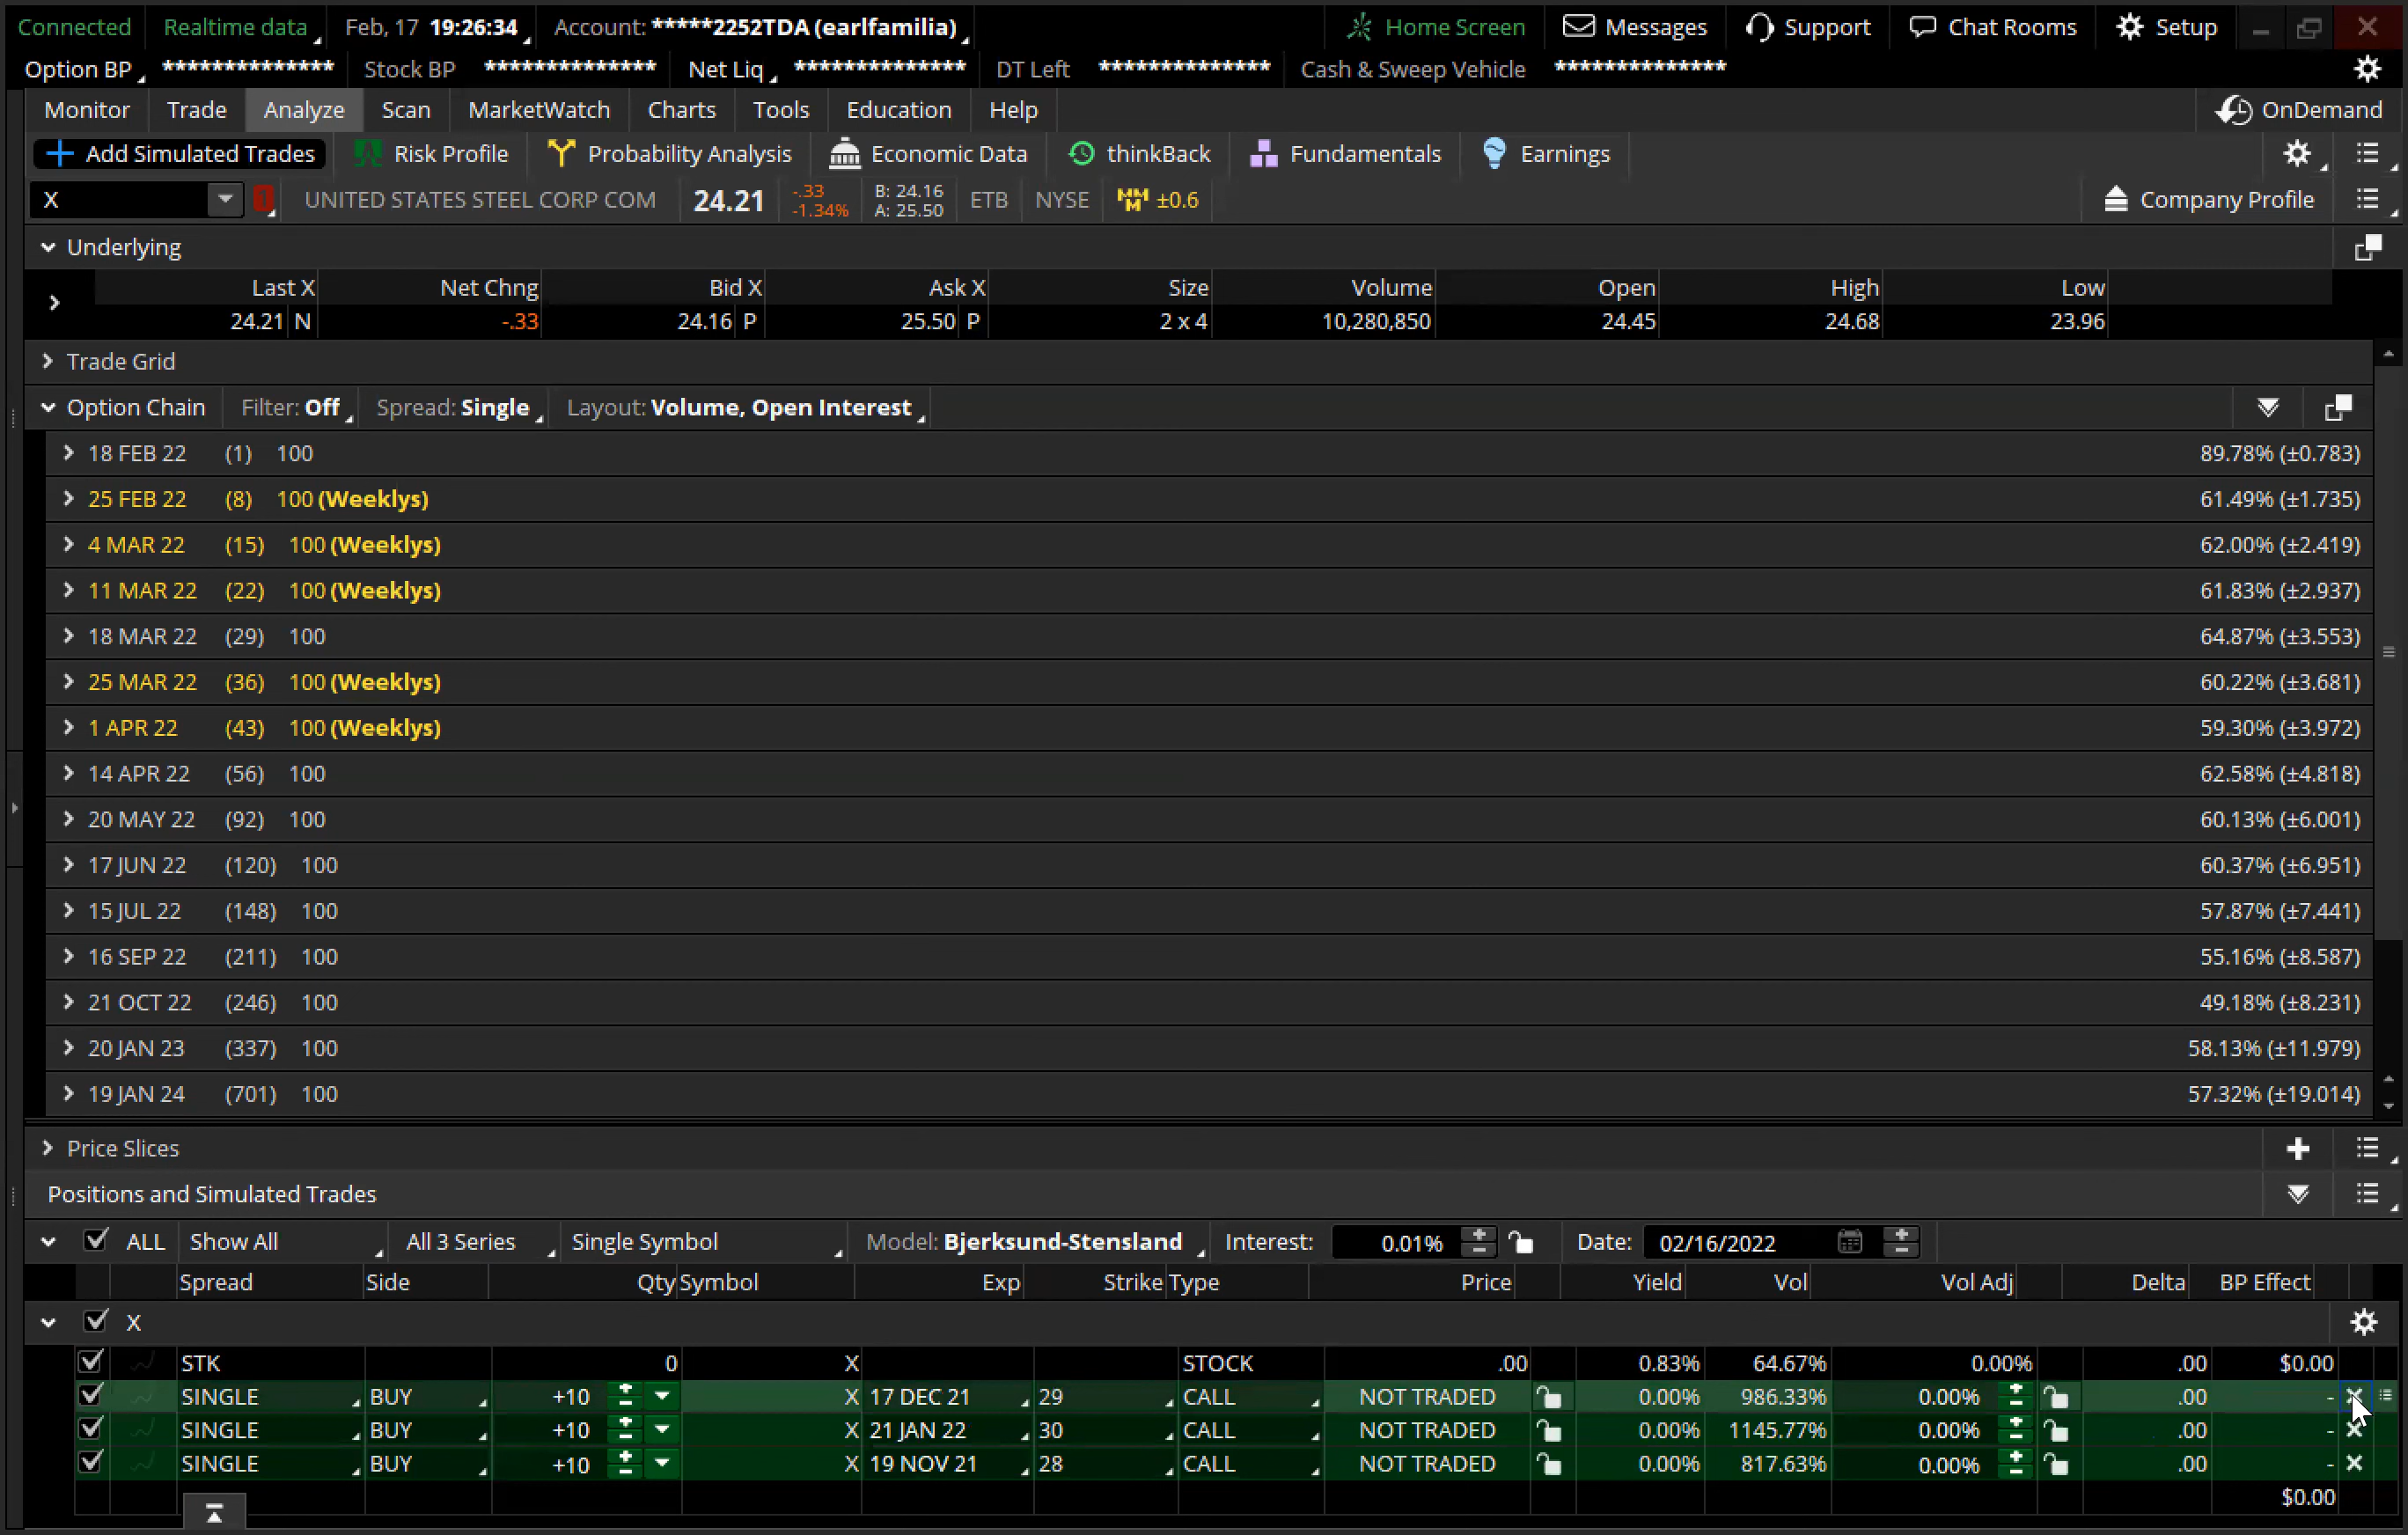 Connected Realtime data Feb, 17 19:26:34 Account: *****2252TDA (earlfamilia) Home Screen Messages Support Chat Rooms Setup
Option BP ************** Stock BP ************** Net Liq ************** DT Left ************** Cash & Sweep Vehicle **************
Monitor Trade Analyze Scan MarketWatch Charts Tools Education Help OnDemand
Add Simulated Trades Risk Profile Probability Analysis Economic Data thinkBack Fundamentals Earnings
X 1 UNITED STATES STEEL CORP COM 24.21 -.33 -1.34% B: 24.16 A: 25.50 ETB NYSE ±0.6 Company Profile
Underlying
Last X Net Chng Bid X Ask X Size Volume Open High Low
24.21 N -.33 24.16 P 25.50 P 2 x 4 10,280,850 24.45 24.68 23.96
Trade Grid
Option Chain Filter: Off Spread: Single Layout: Volume, Open Interest
18 FEB 22 (1) 100 89.78% (±0.783)
25 FEB 22 (8) 100 (Weeklys) 61.49% (±1.735)
4 MAR 22 (15) 100 (Weeklys) 62.00% (±2.419)
11 MAR 22 (22) 100 (Weeklys) 61.83% (±2.937)
18 MAR 22 (29) 100 64.87% (±3.553)
25 MAR 22 (36) 100 (Weeklys) 60.22% (±3.681)
1 APR 22 (43) 100 (Weeklys) 59.30% (±3.972)
14 APR 22 (56) 100 62.58% (±4.818)
20 MAY 22 (92) 100 60.13% (±6.001)
17 JUN 22 (120) 100 60.37% (±6.951)
15 JUL 22 (148) 100 57.87% (±7.441)
16 SEP 22 (211) 100 55.16% (±8.587)
21 OCT 22 (246) 100 49.18% (±8.231)
20 JAN 23 (337) 100 58.13% (±11.979)
19 JAN 24 (701) 100 57.32% (±19.014)
Price Slices
Positions and Simulated Trades
ALL Show All All 3 Series Single Symbol Model: Bjerksund-Stensland Interest: 0.01% Date: 02/16/2022
Spread Side Qty Symbol Exp Strike Type Price Yield Vol Vol Adj Delta BP Effect
X
STK 0 X STOCK .00 0.83% 64.67% 0.00% .00 $0.00
SINGLE BUY +10 X 17 DEC 21 29 CALL NOT TRADED 0.00% 986.33% 0.00% .00 -
SINGLE BUY +10 X 21 JAN 22 30 CALL NOT TRADED 0.00% 1145.77% 0.00% .00 -
SINGLE BUY +10 X 19 NOV 21 28 CALL NOT TRADED 0.00% 817.63% 0.00% .00 -
$0.00